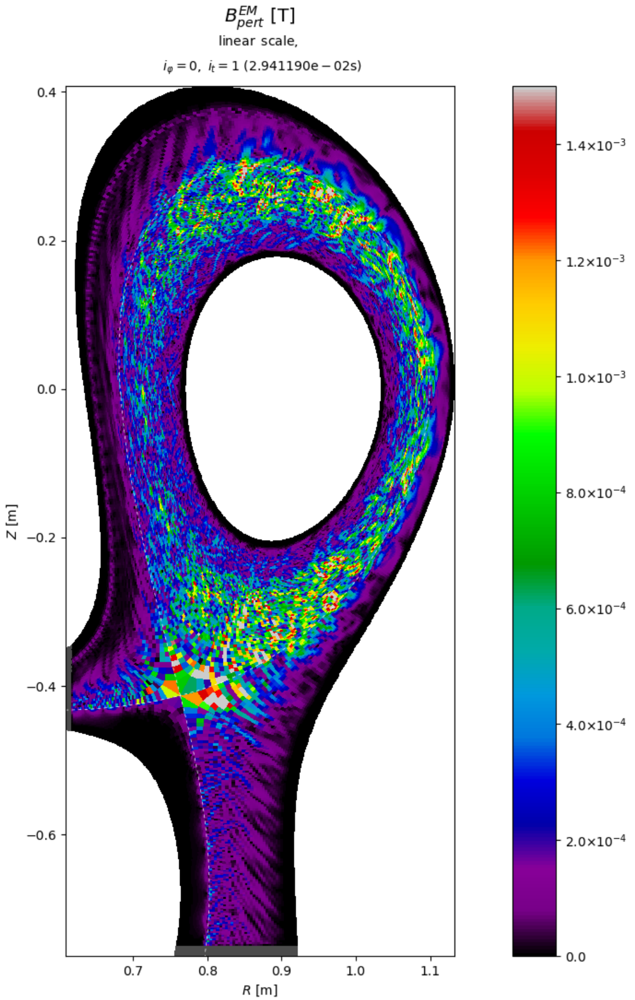 B_{pert}^{EM} [T]
linear scale,
i_φ = 0, i_t = 1 (2.941190e − 02s)
0.4
0.2
0.0
−0.2
−0.4
−0.6
Z [m]
0.7 0.8 0.9 1.0 1.1
R [m]
1.4×10⁻³
1.2×10⁻³
1.0×10⁻³
8.0×10⁻⁴
6.0×10⁻⁴
4.0×10⁻⁴
2.0×10⁻⁴
0.0